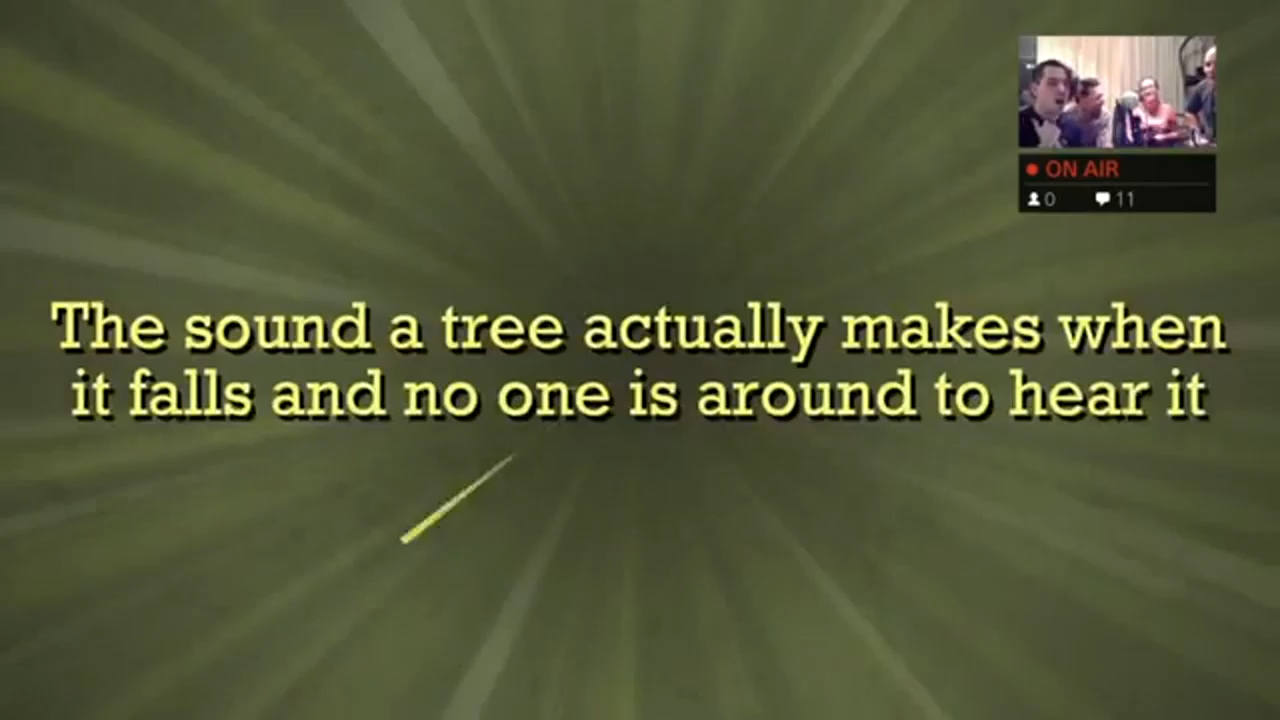 ON AIR
0 11
The sound a tree actually makes when
it falls and no one is around to hear it